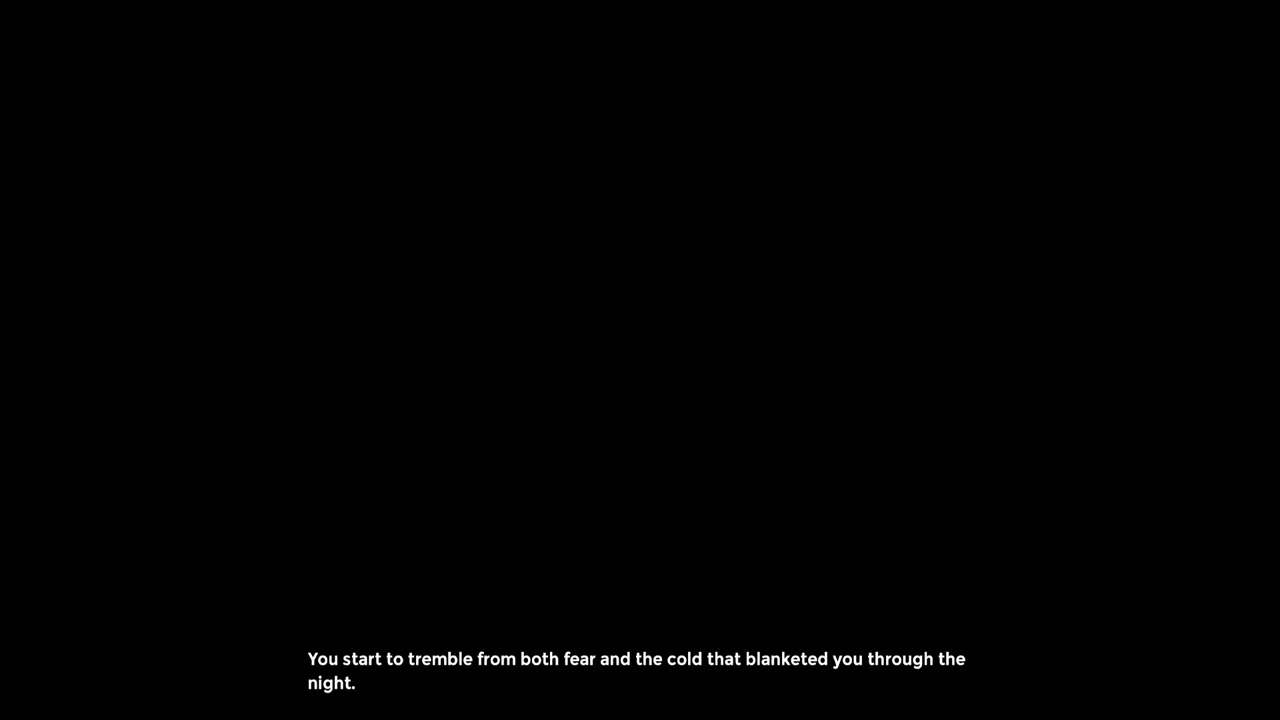 You start to tremble from both fear and the cold that blanketed you through the
night.